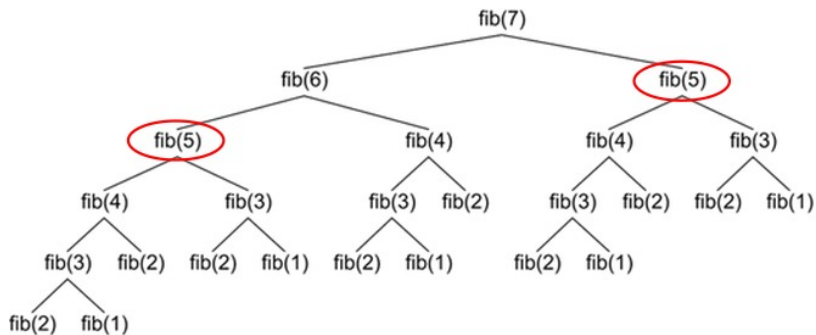 fib(7)
fib(6) fib(5)
fib(5) fib(4) fib(4) fib(3)
fib(4) fib(3) fib(3) fib(2) fib(3) fib(2) fib(2) fib(1)
fib(3) fib(2) fib(2) fib(1) fib(2) fib(1) fib(2) fib(1)
fib(2) fib(1)